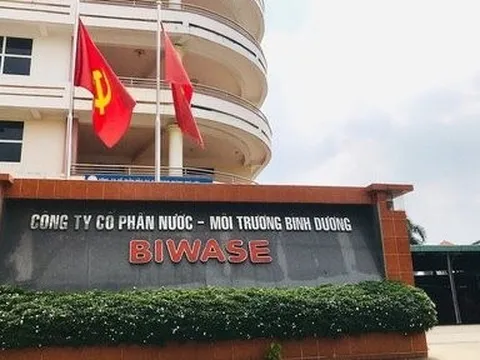 CÔNG TY CỔ PHẦN NƯỚC - MÔI TRƯỜNG BÌNH DƯƠNG
BIWASE